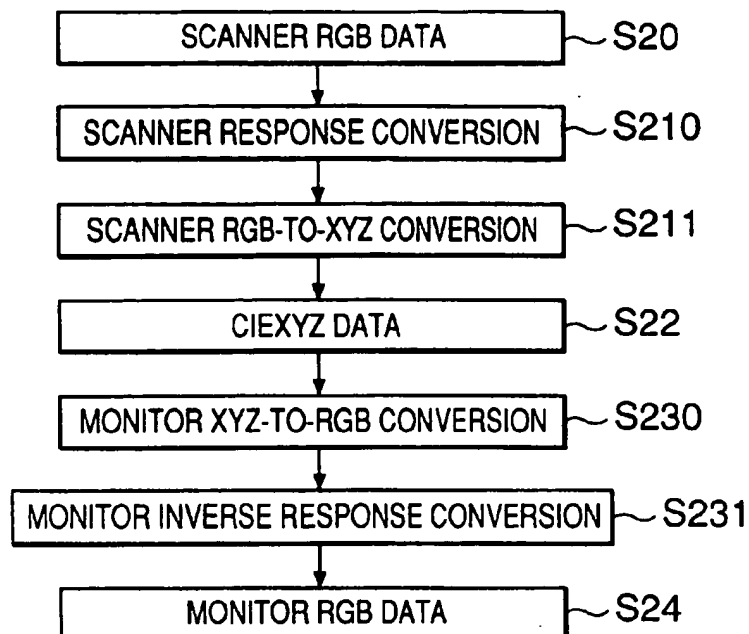 SCANNER RGB DATA S20
SCANNER RESPONSE CONVERSION S210
SCANNER RGB-TO-XYZ CONVERSION S211
CIEXYZ DATA S22
MONITOR XYZ-TO-RGB CONVERSION S230
MONITOR INVERSE RESPONSE CONVERSION S231
MONITOR RGB DATA S24